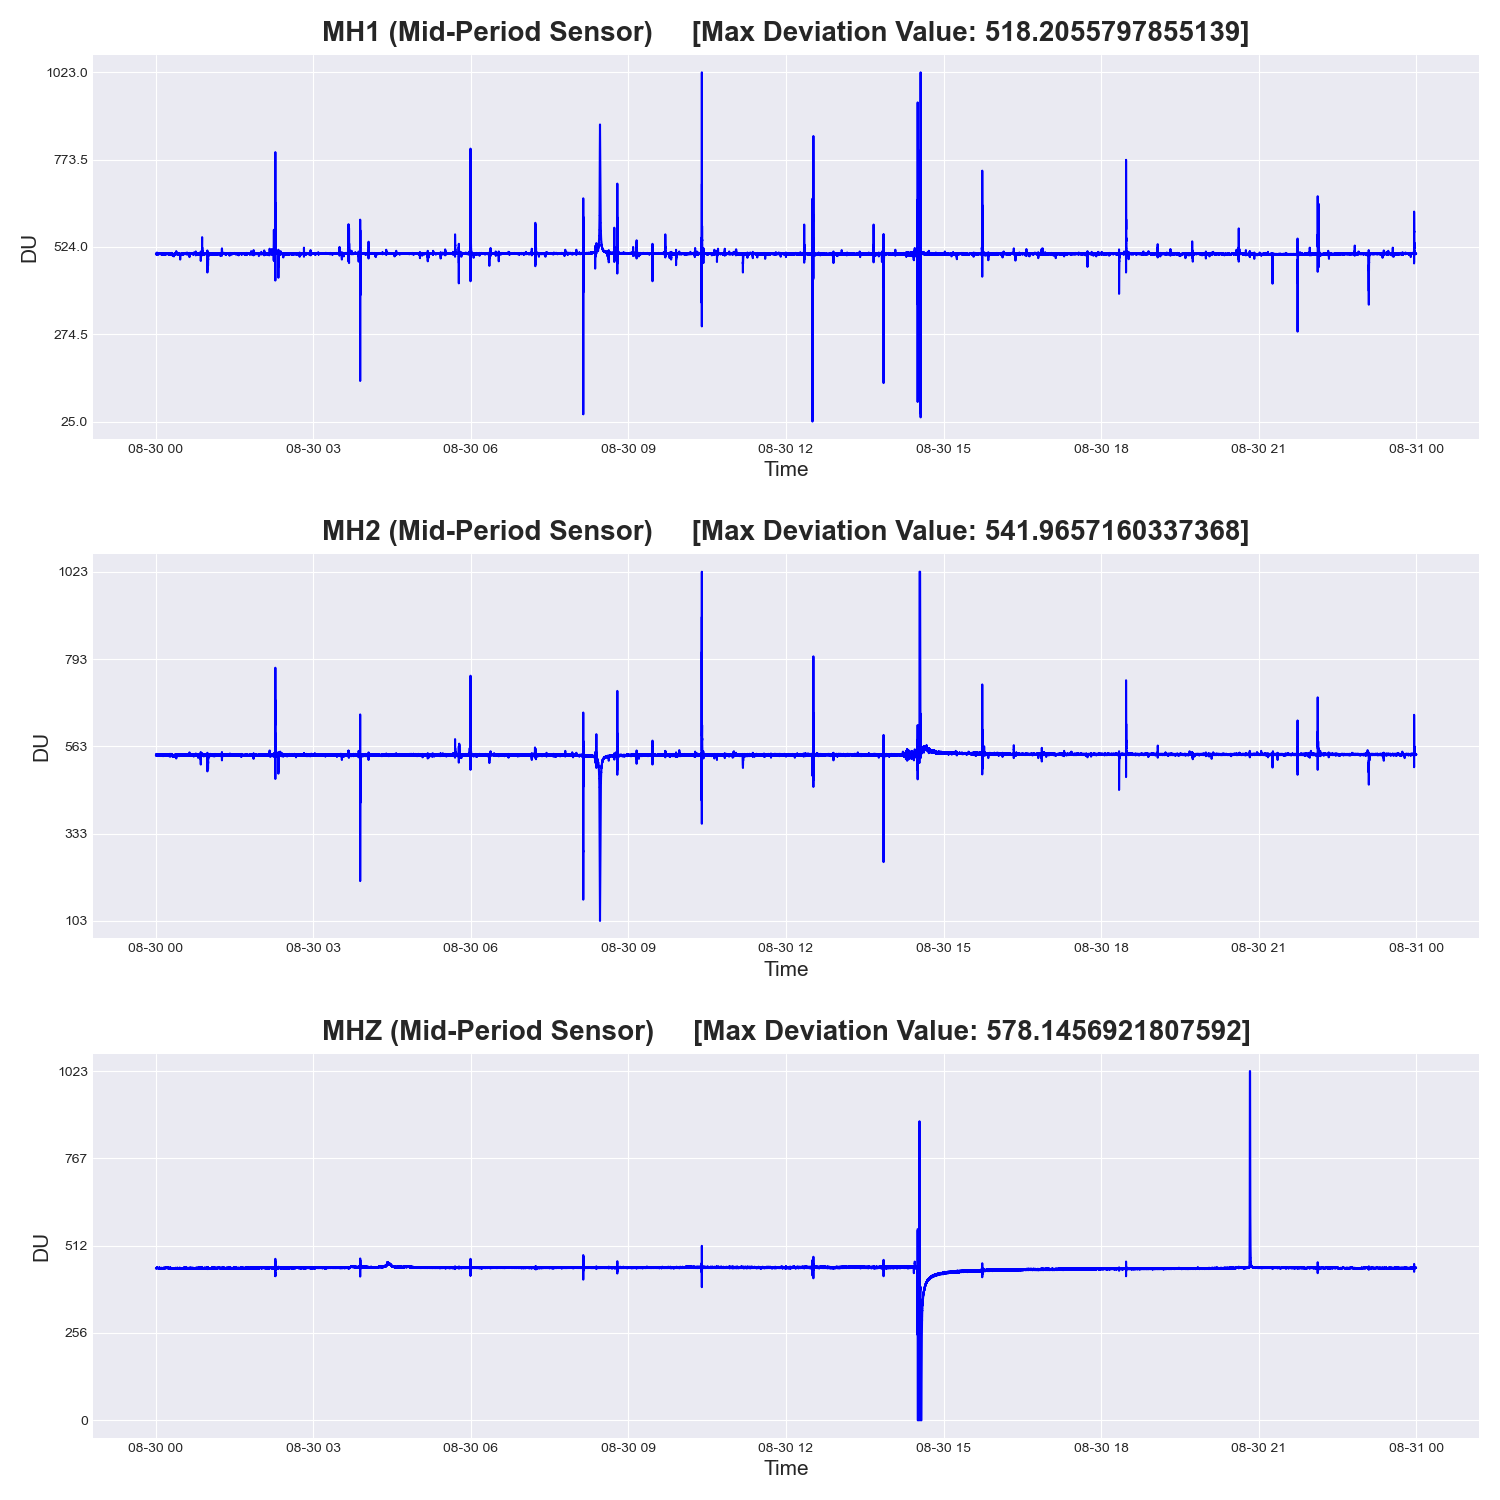 MH1 (Mid-Period Sensor) [Max Deviation Value: 518.2055797855139]
1023.0
773.5
524.0
274.5
25.0
DU
08-30 00 08-30 03 08-30 06 08-30 09 08-30 12 08-30 15 08-30 18 08-30 21 08-31 00
Time
MH2 (Mid-Period Sensor) [Max Deviation Value: 541.9657160337368]
1023
793
563
333
103
DU
08-30 00 08-30 03 08-30 06 08-30 09 08-30 12 08-30 15 08-30 18 08-30 21 08-31 00
Time
MHZ (Mid-Period Sensor) [Max Deviation Value: 578.1456921807592]
1023
767
512
256
0
DU
08-30 00 08-30 03 08-30 06 08-30 09 08-30 12 08-30 15 08-30 18 08-30 21 08-31 00
Time